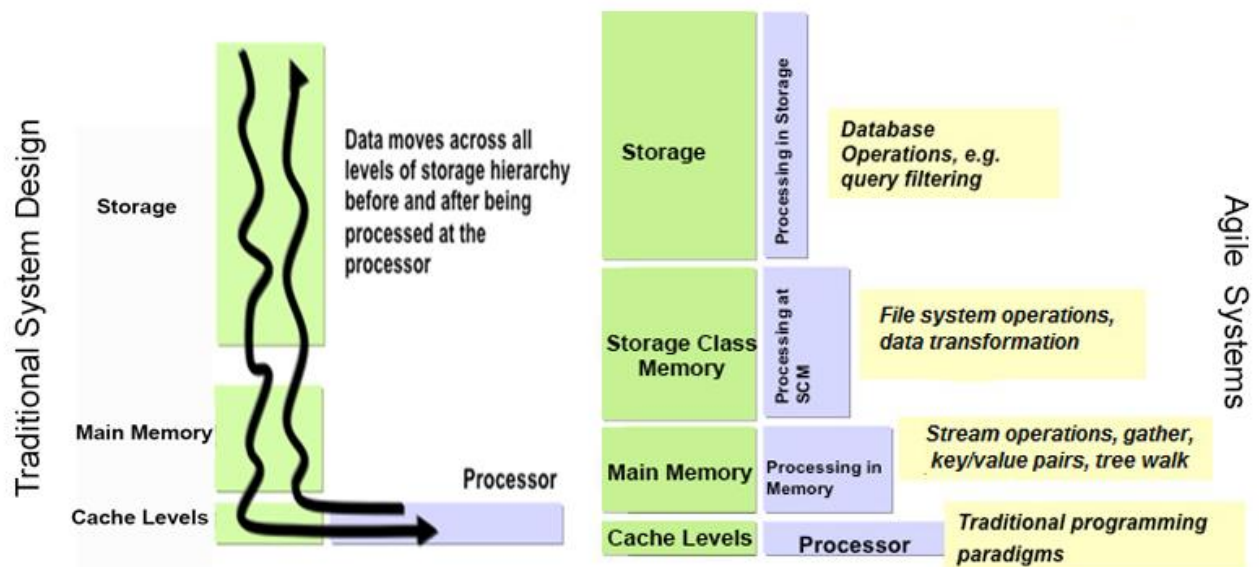 Traditional System Design
Storage
Main Memory
Cache Levels
Data moves across all
levels of storage hierarchy
before and after being
processed at the
processor
Processor
Storage
Processing in Storage
Database
Operations, e.g.
query filtering
Storage Class
Memory
Processing at
SCM
File system operations,
data transformation
Main Memory
Processing in
Memory
Stream operations, gather,
key/value pairs, tree walk
Cache Levels
Processor
Traditional programming
paradigms
Agile Systems